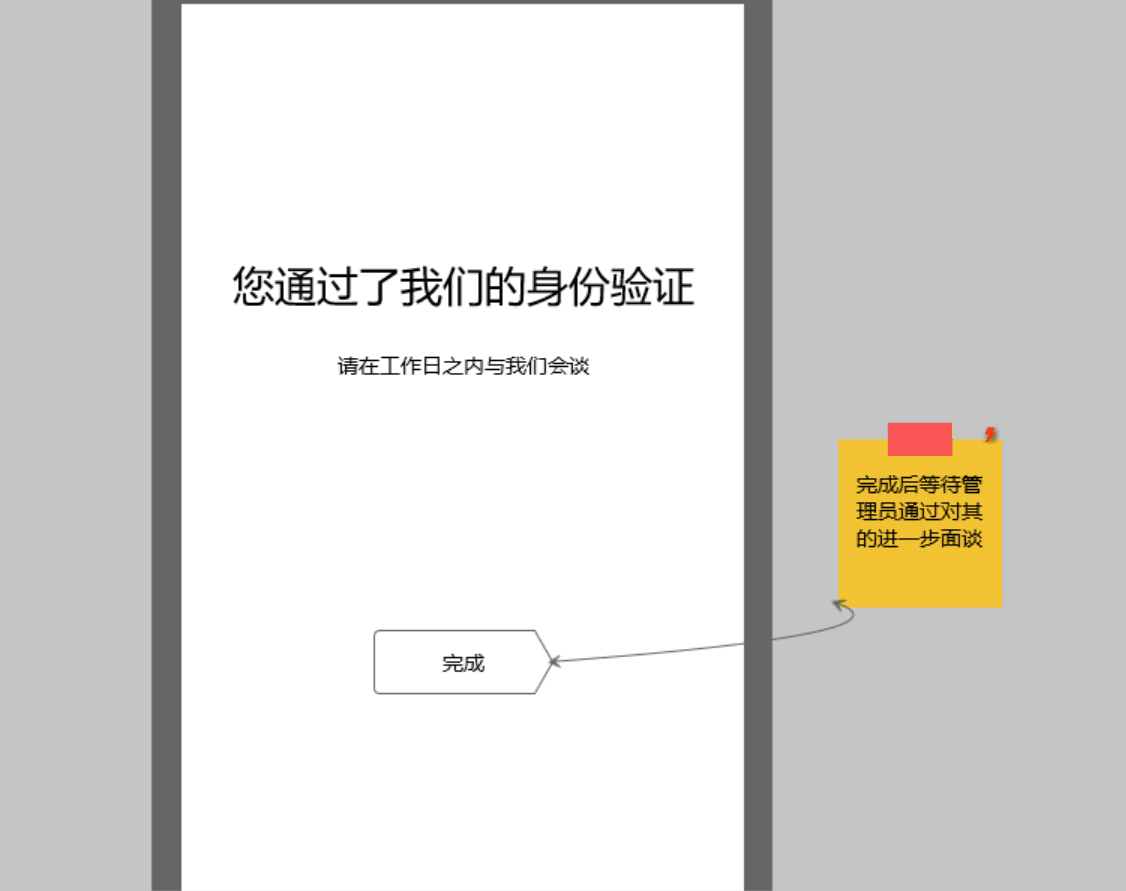 您通过了我们的身份验证
请在工作日之内与我们会谈
完成后等待管
理员通过对其
的进一步面谈
完成